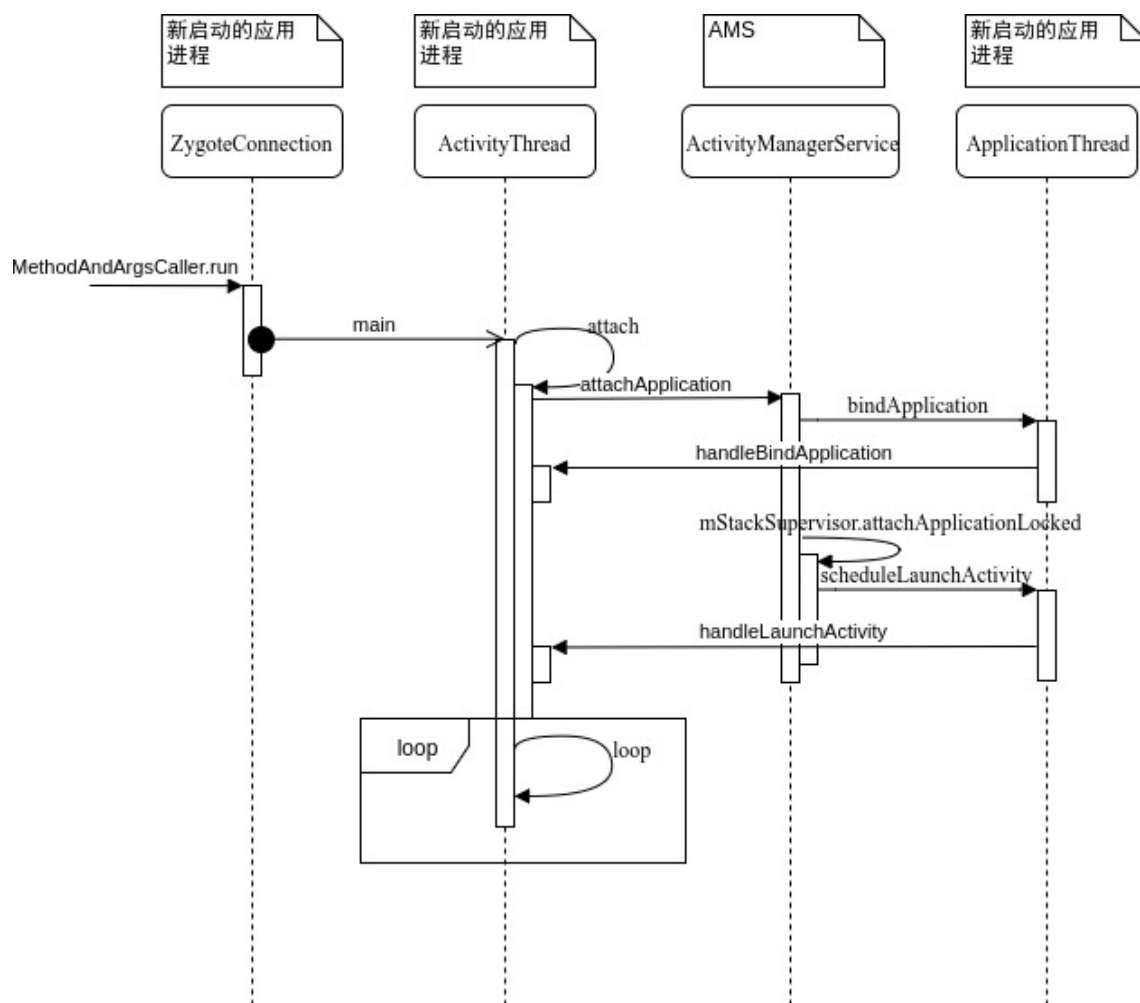 新启动的应用
进程
新启动的应用
进程
AMS
新启动的应用
进程
ZygoteConnection
ActivityThread
ActivityManagerService
ApplicationThread
MethodAndArgsCaller.run
main
attach
attachApplication
bindApplication
handleBindApplication
mStackSupervisor.attachApplicationLocked
scheduleLaunchActivity
handleLaunchActivity
loop
loop